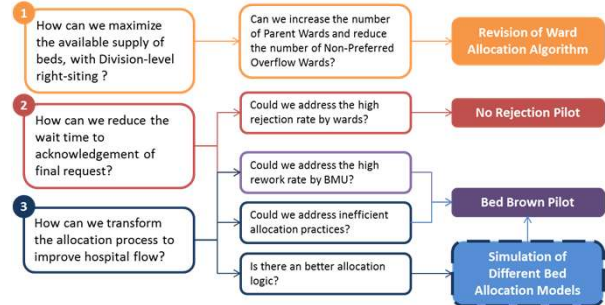 1
How can we maximize
the available supply of
beds, with Division-level
right-siting ?
Can we increase the number
of Parent Wards and reduce
the number of Non-Preferred
Overflow Wards?
Revision of Ward
Allocation Algorithm
2
How can we reduce the
wait time to
acknowledgement of
final request?
Could we address the high
rejection rate by wards?
No Rejection Pilot
Could we address the high
rework rate by BMU?
Bed Brown Pilot
3
How can we transform
the allocation process to
improve hospital flow?
Could we address inefficient
allocation practices?
Is there an better allocation
logic?
Simulation of
Different Bed
Allocation Models